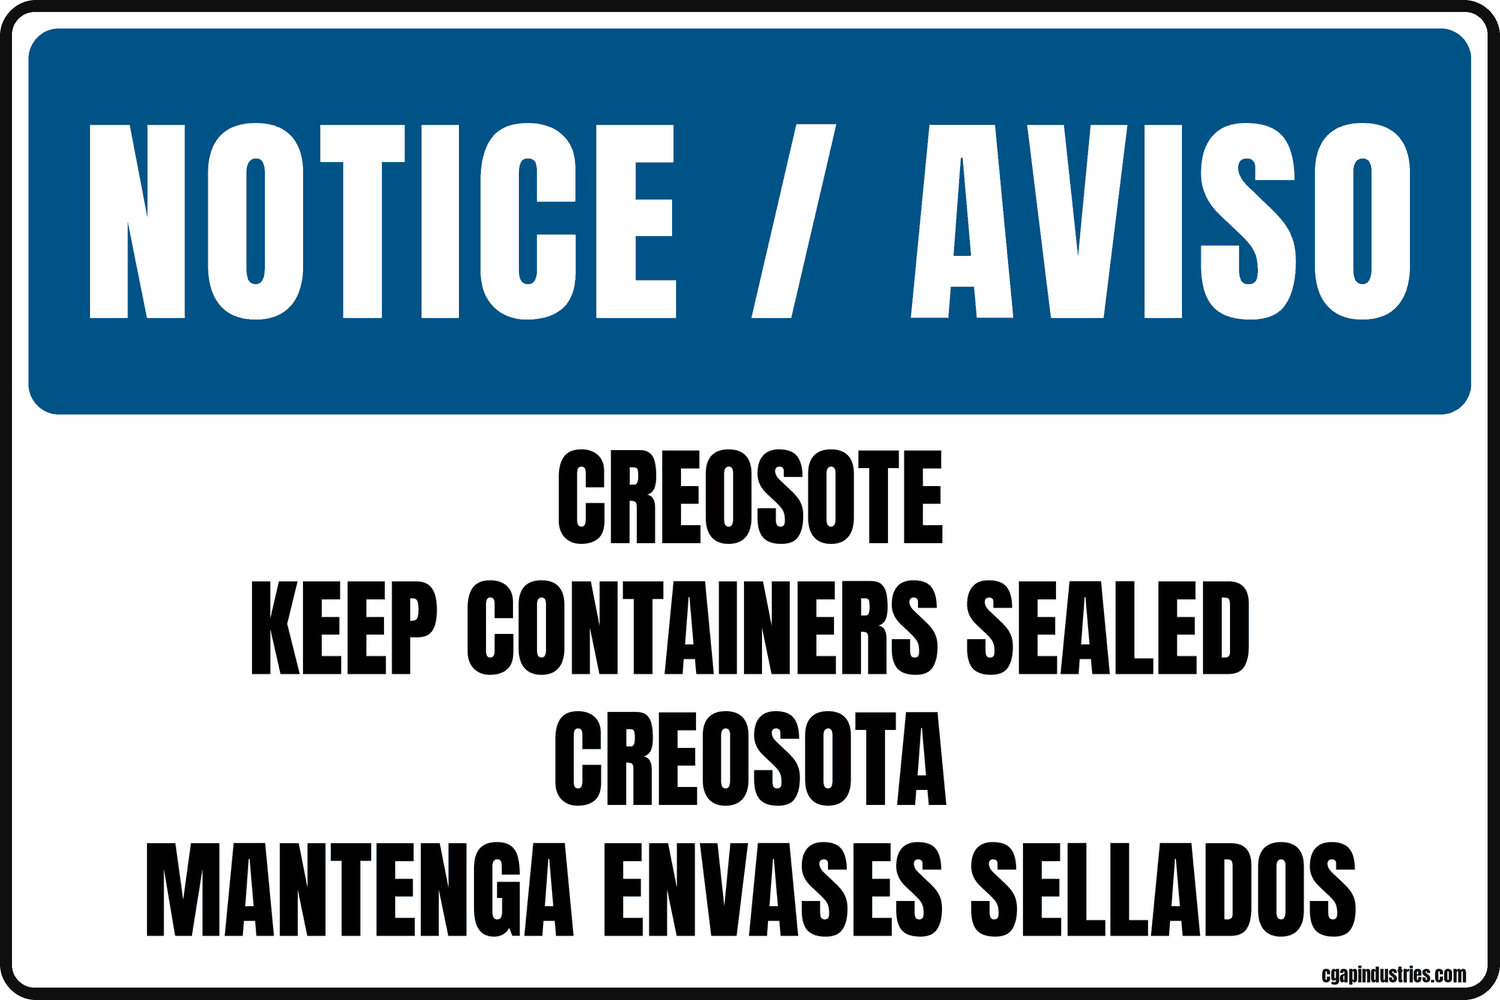 NOTICE / AVISO
CREOSOTE
KEEP CONTAINERS SEALED
CREOSOTA
MANTENGA ENVASES SELLADOS
cgapindustries.com